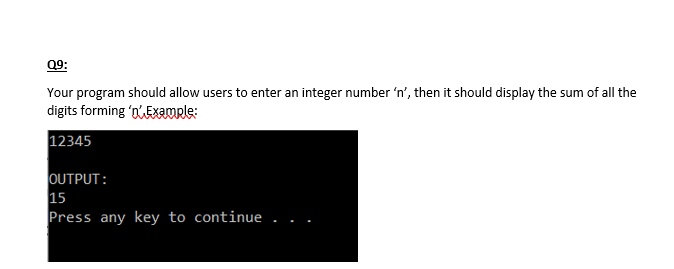 Q9:
Your program should allow users to enter an integer number ‘n’, then it should display the sum of all the
digits forming ‘n’.Example:
12345
OUTPUT:
15
Press any key to continue . . .